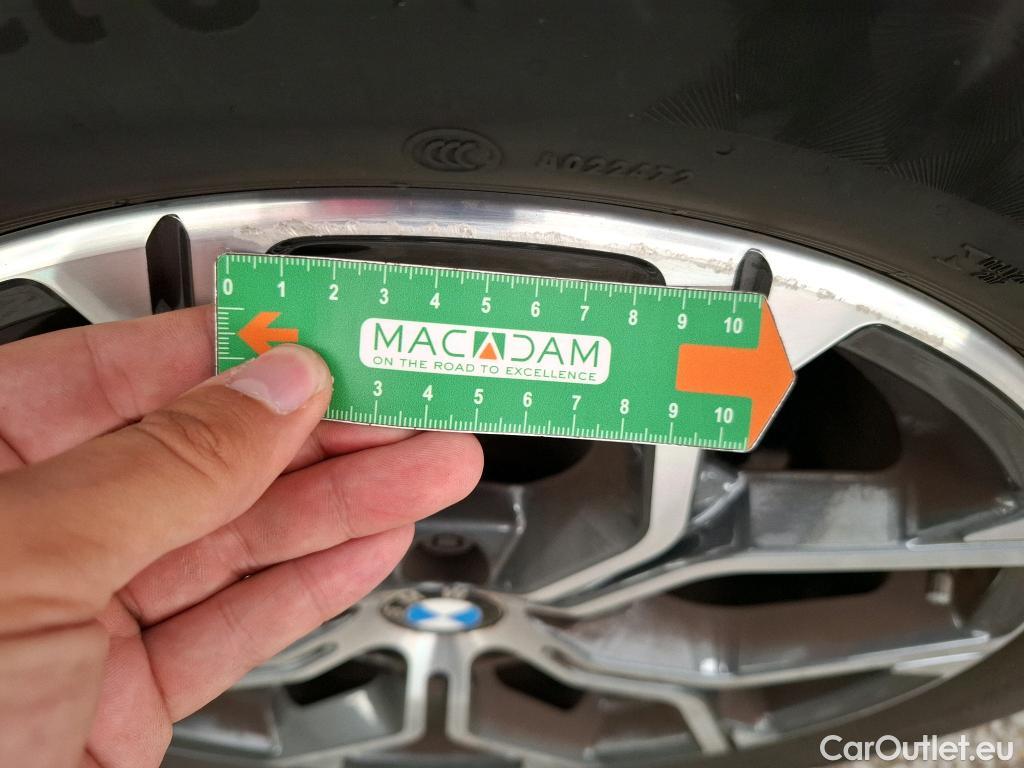 A0224T2
0 1 2 3 4 5 6 7 8 9 10
MACADAM
ON THE ROAD TO EXCELLENCE
3 4 5 6 7 8 9 10
CarOutlet.eu